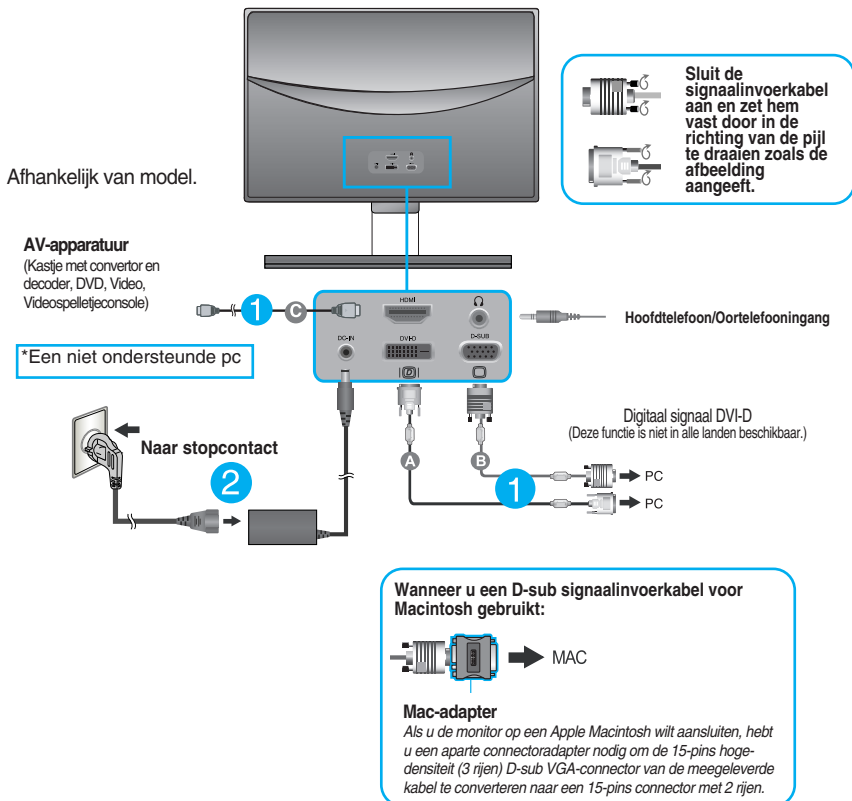 Sluit de
signaalinvoerkabel
aan en zet hem
vast door in de
richting van de pijl
te draaien zoals de
afbeelding
aangeeft.
Afhankelijk van model.
AV-apparatuur
(Kastje met convertor en
decoder, DVD, Video,
Videospelletjeconsole)
1
C
HDMI
Hoofdtelefoon/Oortelefooningang
*Een niet ondersteunde pc
DC-IN
DVI-D
D-SUB
D
Digitaal signaal DVI-D
(Deze functie is niet in alle landen beschikbaar.)
Naar stopcontact
2
A
B
1
PC
PC
Wanneer u een D-sub signaalinvoerkabel voor
Macintosh gebruikt:
MAC
Mac-adapter
Als u de monitor op een Apple Macintosh wilt aansluiten, hebt
u een aparte connectoradapter nodig om de 15-pins hoge-
densiteit (3 rijen) D-sub VGA-connector van de meegeleverde
kabel te converteren naar een 15-pins connector met 2 rijen.